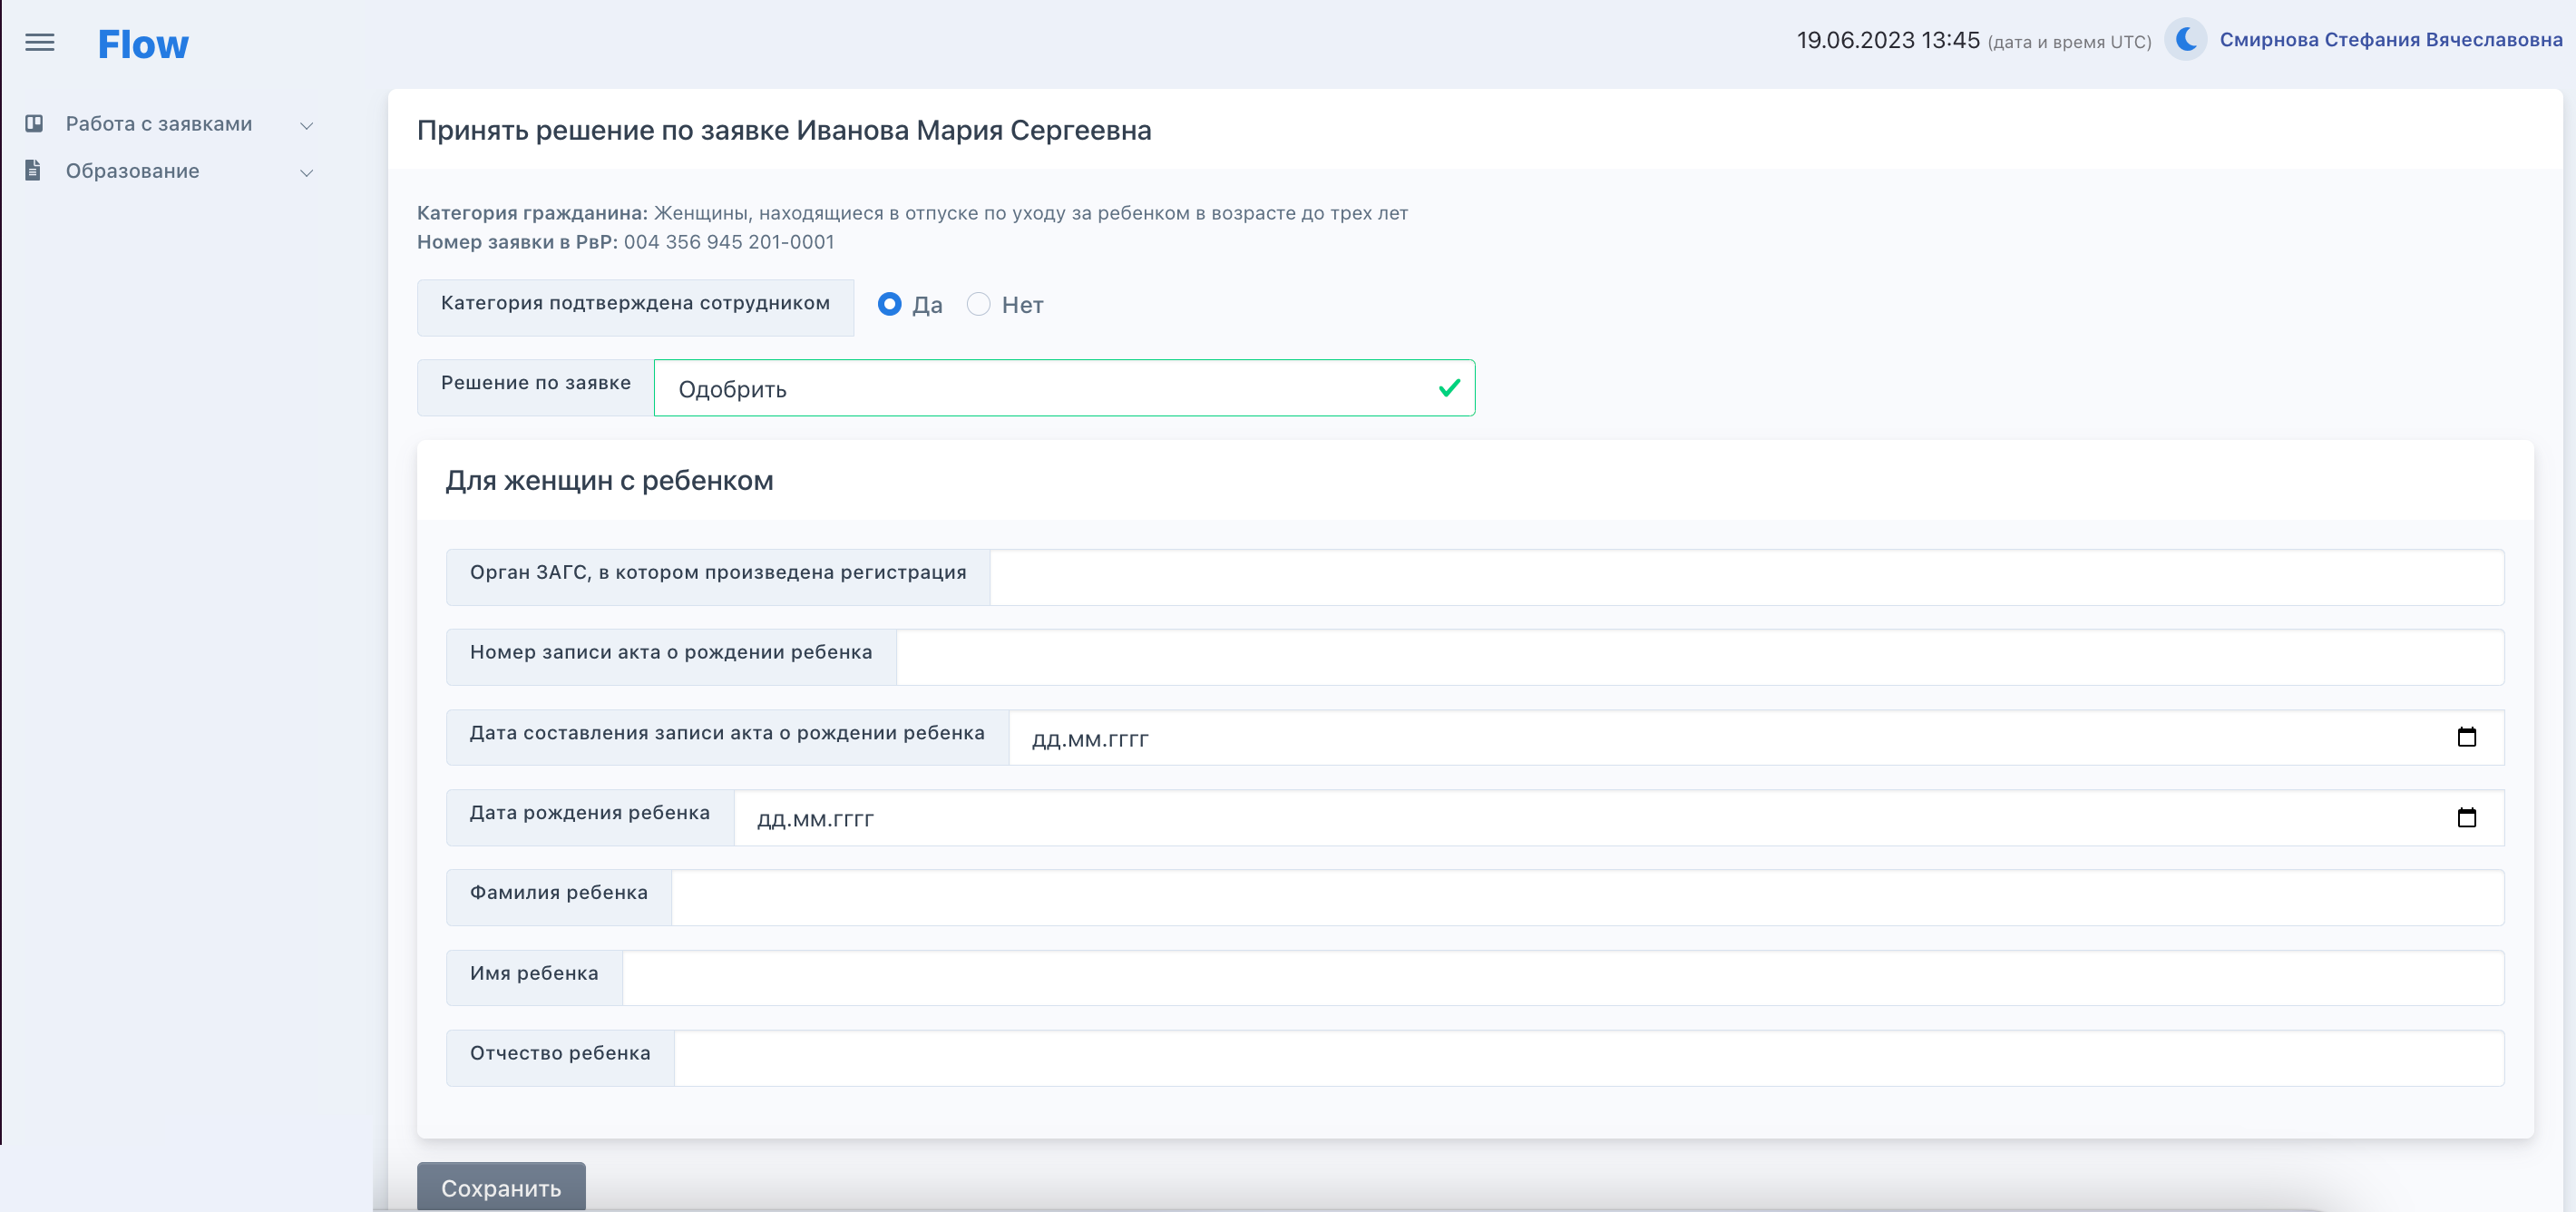 Flow
19.06.2023 13:45 (дата и время UTC)
Смирнова Стефания Вячеславовна
Работа с заявками
Образование
Принять решение по заявке Иванова Мария Сергеевна
Категория гражданина: Женщины, находящиеся в отпуске по уходу за ребенком в возрасте до трех лет
Номер заявки в РвР: 004 356 945 201-0001
Категория подтверждена сотрудником Да Нет
Решение по заявке Одобрить
Для женщин с ребенком
Орган ЗАГС, в котором произведена регистрация
Номер записи акта о рождении ребенка
Дата составления записи акта о рождении ребенка дд.мм.гггг
Дата рождения ребенка дд.мм.гггг
Фамилия ребенка
Имя ребенка
Отчество ребенка
Сохранить